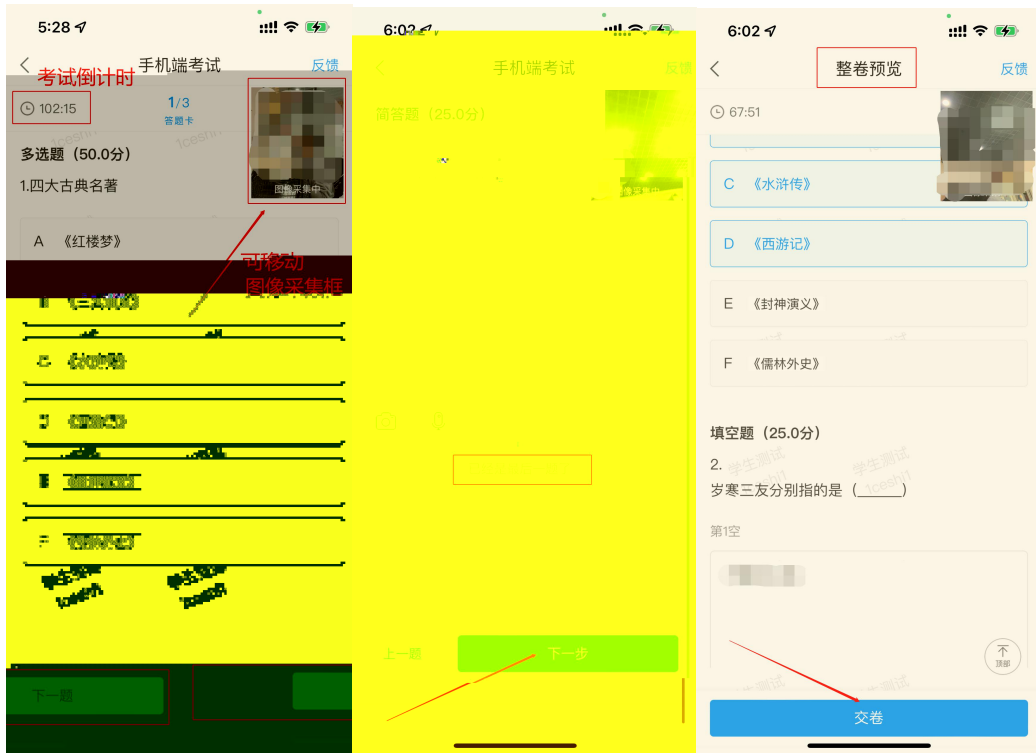 5:28
手机端考试
反馈
考试倒计时
102:15
1/3
答题卡
多选题（50.0分）
1.四大古典名著
图像采集中
A 《红楼梦》
可移动
图像采集框
下一题
6:02
手机端考试
反馈
简答题（25.0分）
上一题
下一步
6:02
整卷预览
反馈
67:51
C 《水浒传》
D 《西游记》
E 《封神演义》
F 《儒林外史》
填空题（25.0分）
2.
学生测试
1ceshi1
岁寒三友分别指的是（______）
第1空
顶部
交卷